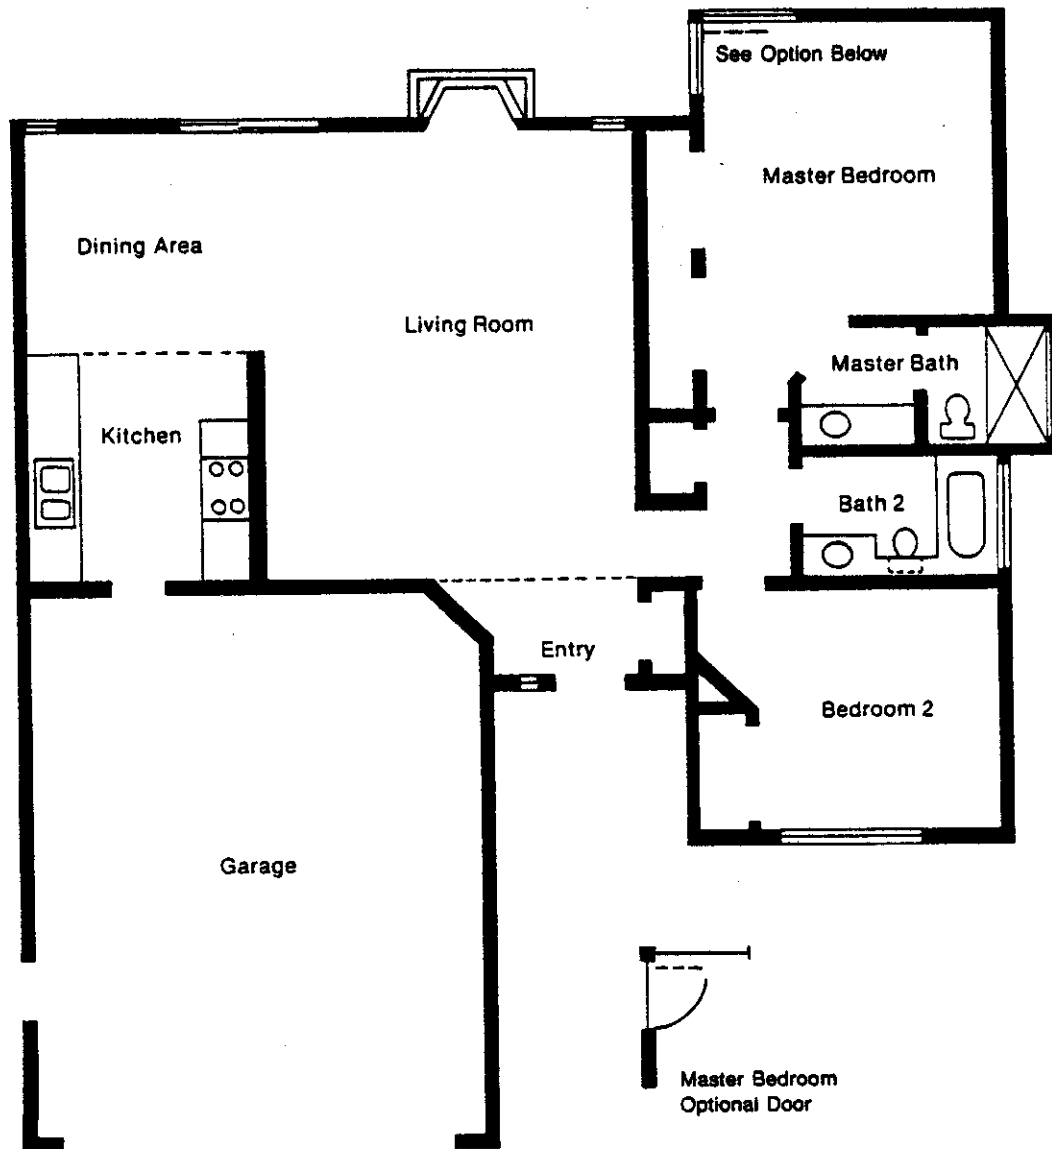 See Option Below
Master Bedroom
Dining Area
Living Room
Master Bath
Kitchen
Bath 2
Entry
Bedroom 2
Garage
Master Bedroom
Optional Door